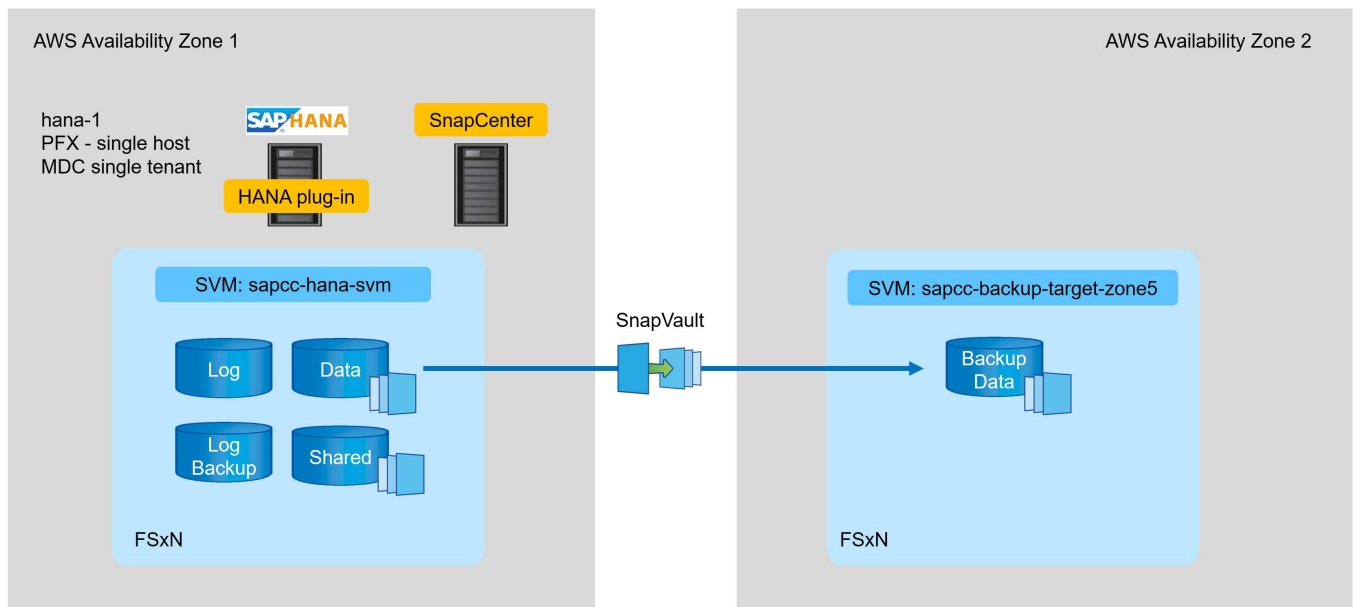 AWS Availability Zone 1
AWS Availability Zone 2
hana-1
PFX - single host
MDC single tenant
SAP HANA
SnapCenter
HANA plug-in
SVM: sapcc-hana-svm
SVM: sapcc-backup-target-zone5
SnapVault
Log
Data
Backup
Data
Log
Backup
Shared
FSxN
FSxN